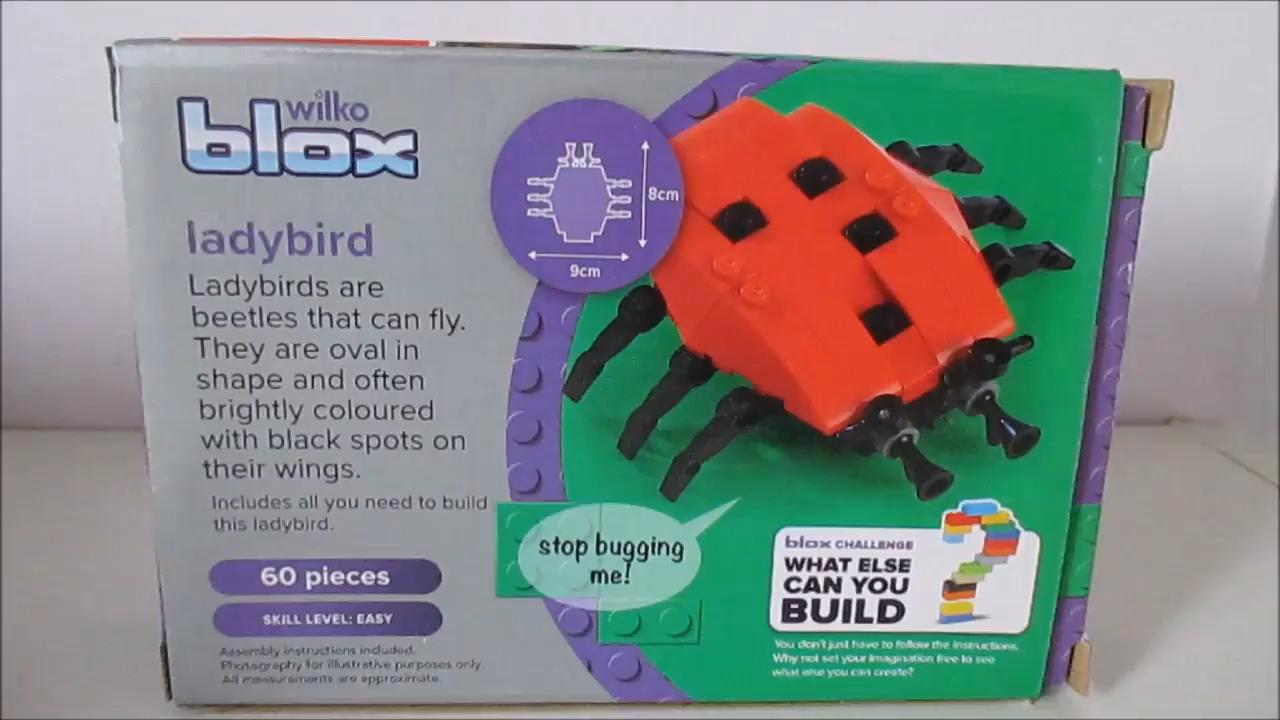 wilko
blox
ladybird
Ladybirds are
beetles that can fly.
They are oval in
shape and often
brightly coloured
with black spots on
their wings.
Includes all you need to build
this ladybird.
60 pieces
SKILL LEVEL: EASY
Assembly instructions included.
Photography for illustrative purposes only.
All measurements are approximate.
8cm
9cm
stop bugging
me!
blox CHALLENGE
WHAT ELSE
CAN YOU
BUILD
You don't just have to follow the instructions.
Why not set your imagination free to see
what else you can create?